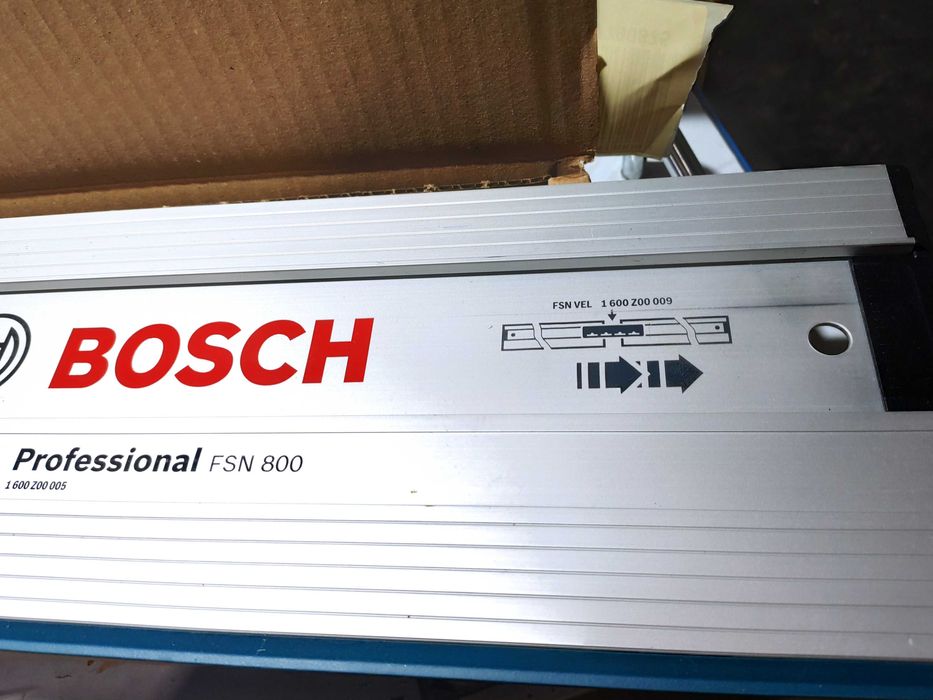 FSN VEL 1 600 Z00 009
BOSCH
Professional FSN 800
1 600 Z00 005